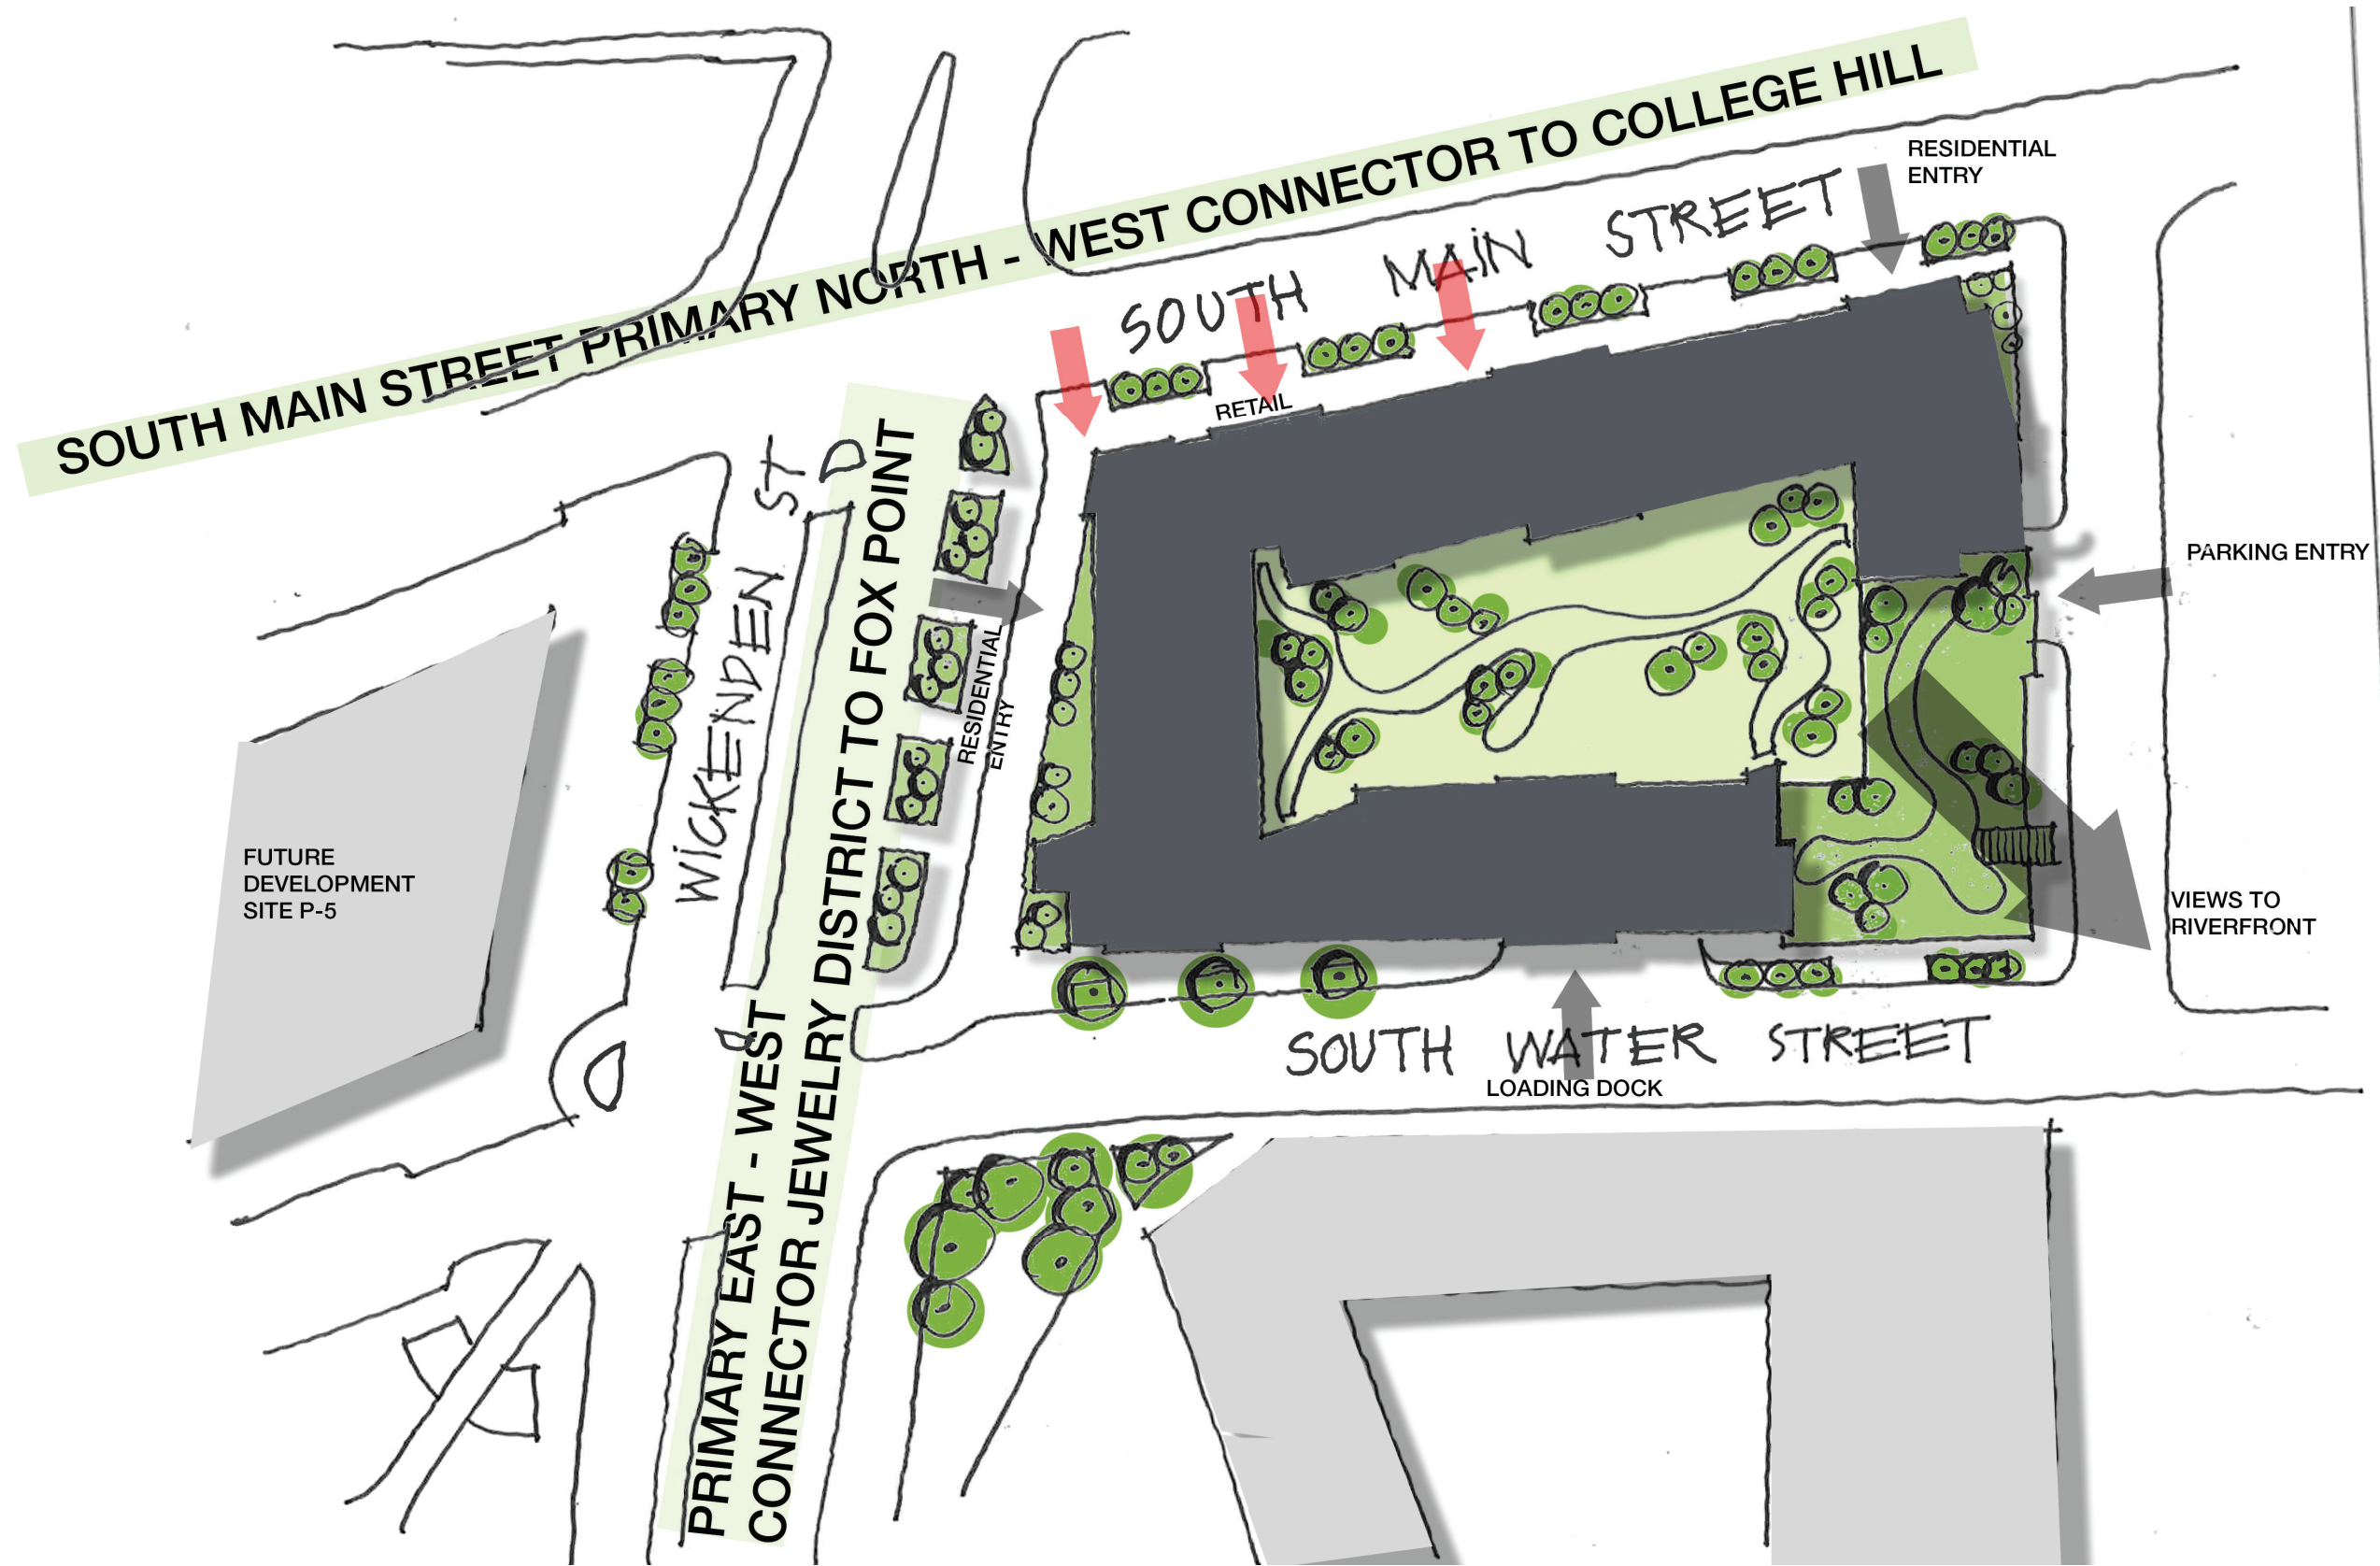 SOUTH MAIN STREET PRIMARY NORTH - WEST CONNECTOR TO COLLEGE HILL
RESIDENTIAL
ENTRY
SOUTH MAIN STREET
RETAIL
WICKENDEN ST
PRIMARY EAST - WEST
CONNECTOR JEWELRY DISTRICT TO FOX POINT
RESIDENTIAL
ENTRY
PARKING ENTRY
FUTURE
DEVELOPMENT
SITE P-5
VIEWS TO
RIVERFRONT
SOUTH WATER STREET
LOADING DOCK